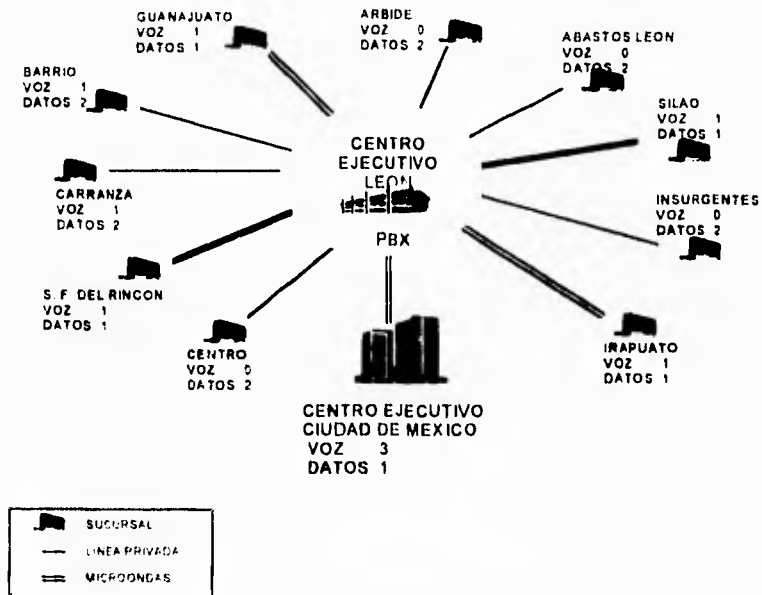 GUANAJUATO
VOZ 1
DATOS 1
ARBIDE
VOZ 0
DATOS 2
ABASTOS LEON
VOZ 0
DATOS 2
BARRIO
VOZ 1
DATOS 2
SILAO
VOZ 1
DATOS 1
CENTRO
EJECUTIVO
LEON
PBX
CARRANZA
VOZ 1
DATOS 2
INSURGENTES
VOZ 0
DATOS 2
S. F. DEL RINCON
VOZ 1
DATOS 1
CENTRO
VOZ 0
DATOS 2
IRAPUATO
VOZ 1
DATOS 1
CENTRO EJECUTIVO
CIUDAD DE MEXICO
VOZ 3
DATOS 1
SUCURSAL
LINEA PRIVADA
MICROONDAS